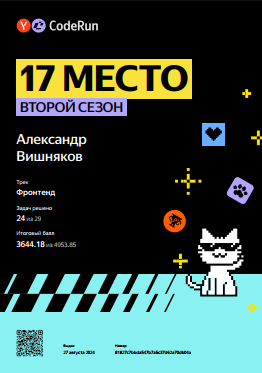 CodeRun
17 МЕСТО
ВТОРОЙ СЕЗОН
Александр
Вишняков
Трек
Фронтенд
Задач решено
24 из 29
Итоговый балл
3644.18 из 4953.85
Выдан
Номер
27 августа 2024